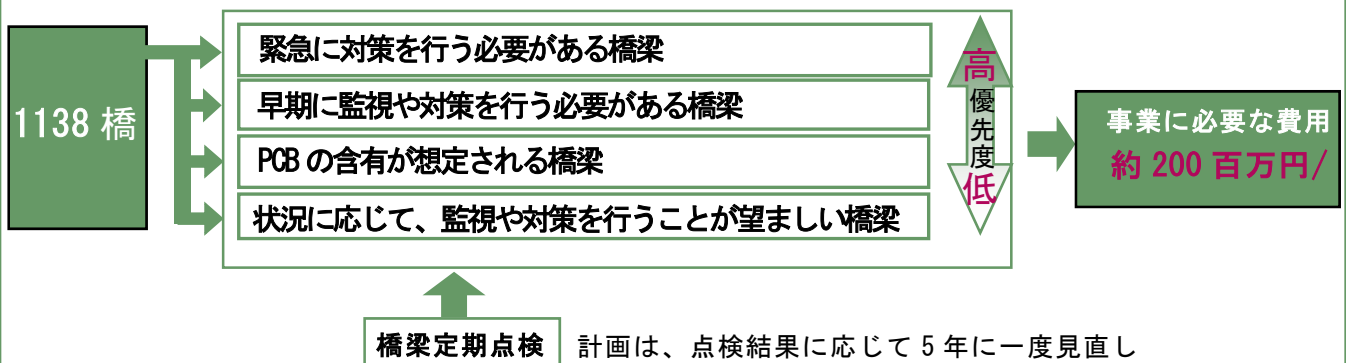 1138 橋
緊急に対策を行う必要がある橋梁
早期に監視や対策を行う必要がある橋梁
PCB の含有が想定される橋梁
状況に応じて、監視や対策を行うことが望ましい橋梁
高
優先度
低
事業に必要な費用
約 200 百万円/
橋梁定期点検
計画は、点検結果に応じて 5 年に一度見直し